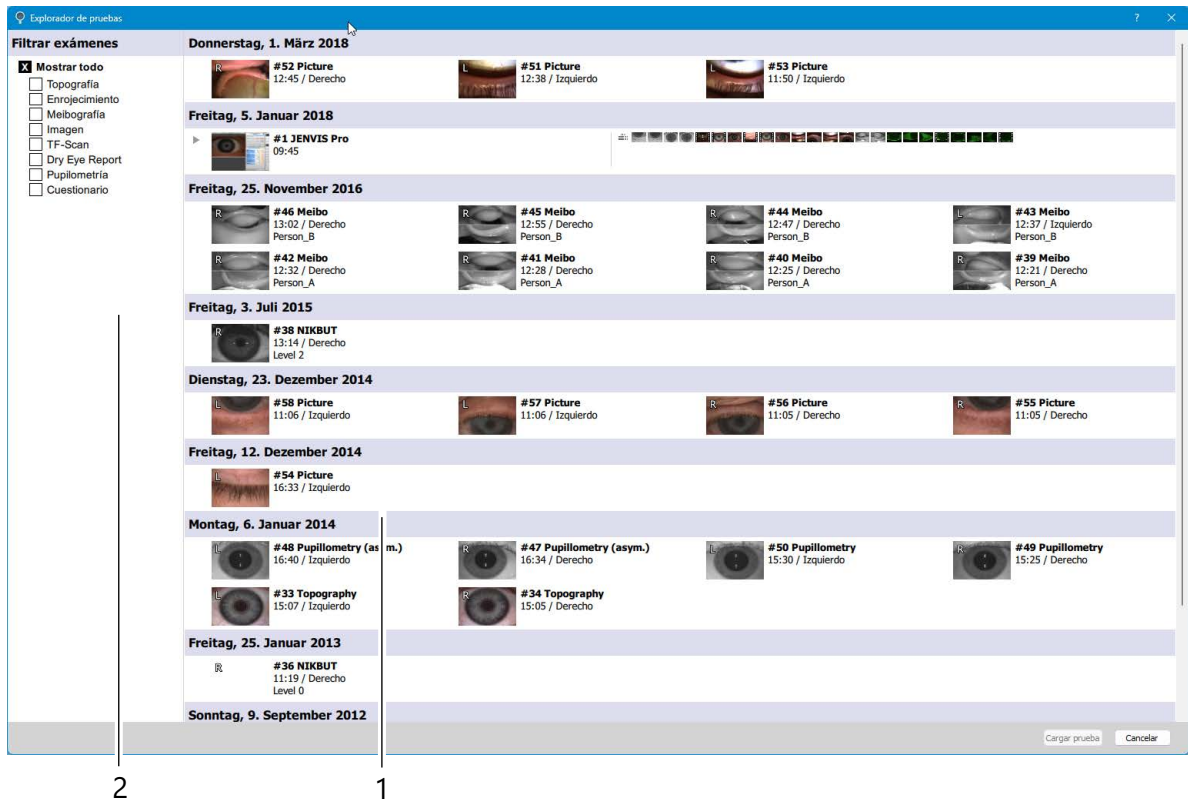 Explorador de pruebas
?
Filtrar exámenes
X Mostrar todo
Topografía
Enrojecimiento
Meibografía
Imagen
TF-Scan
Dry Eye Report
Pupilometría
Cuestionario
Donnerstag, 1. März 2018
R #52 Picture
12:45 / Derecho
L #51 Picture
12:38 / Izquierdo
L #53 Picture
11:50 / Izquierdo
Freitag, 5. Januar 2018
#1 JENVIS Pro
09:45
Freitag, 25. November 2016
R #46 Meibo
13:02 / Derecho
Person_B
R #45 Meibo
12:55 / Derecho
Person_B
R #44 Meibo
12:47 / Derecho
Person_B
L #43 Meibo
12:37 / Izquierdo
Person_B
R #42 Meibo
12:32 / Derecho
Person_A
R #41 Meibo
12:28 / Derecho
Person_A
R #40 Meibo
12:25 / Derecho
Person_A
R #39 Meibo
12:21 / Derecho
Person_A
Freitag, 3. Juli 2015
R #38 NIKBUT
13:14 / Derecho
Level 2
Dienstag, 23. Dezember 2014
L #58 Picture
11:06 / Izquierdo
L #57 Picture
11:06 / Izquierdo
R #56 Picture
11:05 / Derecho
R #55 Picture
11:05 / Derecho
Freitag, 12. Dezember 2014
L #54 Picture
16:33 / Izquierdo
Montag, 6. Januar 2014
L #48 Pupillometry (asym.)
16:40 / Izquierdo
R #47 Pupillometry (asym.)
16:34 / Derecho
L #50 Pupillometry
15:30 / Izquierdo
R #49 Pupillometry
15:25 / Derecho
L #33 Topography
15:07 / Izquierdo
R #34 Topography
15:05 / Derecho
Freitag, 25. Januar 2013
R #36 NIKBUT
11:19 / Derecho
Level 0
Sonntag, 9. September 2012
Cargar prueba
Cancelar
2
1